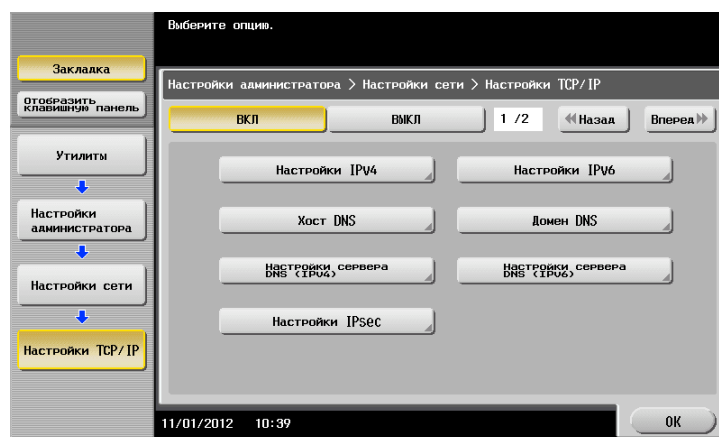 Выберите опцию.
Закладка
Отобразить
клавишную панель
Настройки администратора > Настройки сети > Настройки TCP/IP
ВКЛ
ВЫКЛ
1 /2
Назад
Вперед
Утилиты
Настройки
администратора
Настройки сети
Настройки TCP/IP
Настройки IPv4
Настройки IPv6
Хост DNS
Домен DNS
Настройки сервера
DNS (IPv4)
Настройки сервера
DNS (IPv6)
Настройки IPsec
11/01/2012 10:39
OK